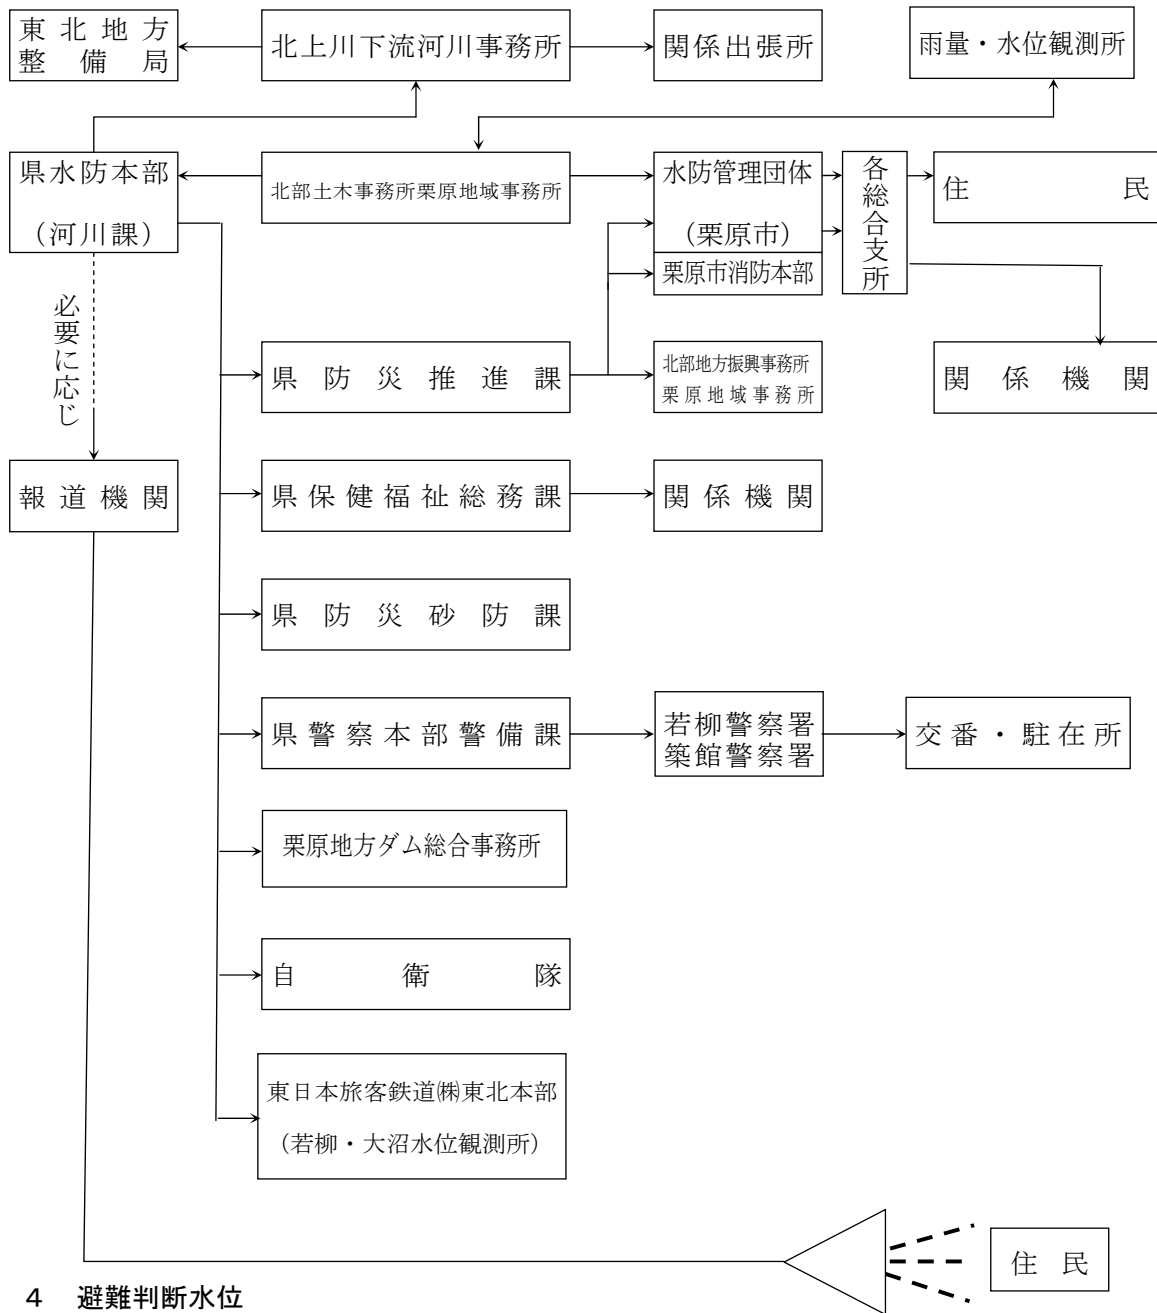 東北地方
整備局
北上川下流河川事務所
関係出張所
雨量・水位観測所
県水防本部
（河川課）
北部土木事務所栗原地域事務所
水防管理団体
（栗原市）
栗原市消防本部
各総合支所
住民
必要に応じ
県防災推進課
北部地方振興事務所
栗原地域事務所
関係機関
報道機関
県保健福祉総務課
関係機関
県防災砂防課
県警察本部警備課
若柳警察署
築館警察署
交番・駐在所
栗原地方ダム総合事務所
自衛隊
東日本旅客鉄道㈱東北本部
（若柳・大沼水位観測所）
住民
４　避難判断水位